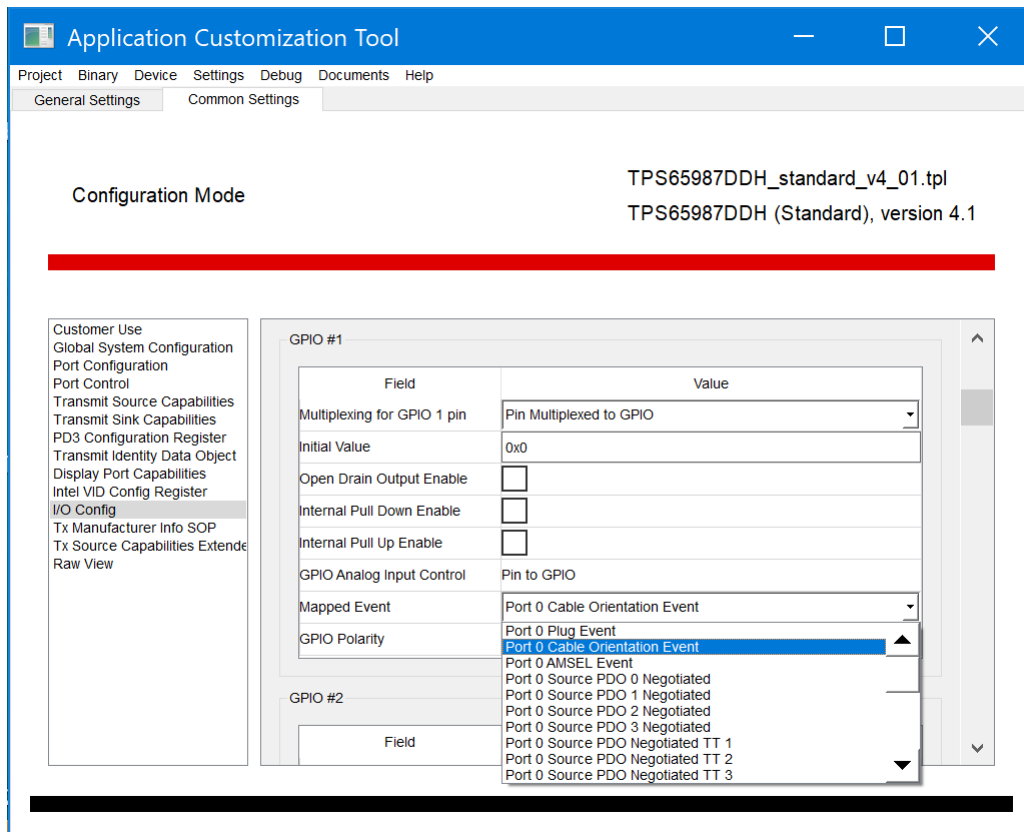 Application Customization Tool
Project Binary Device Settings Debug Documents Help
General Settings Common Settings
Configuration Mode
TPS65987DDH_standard_v4_01.tpl
TPS65987DDH (Standard), version 4.1
Customer Use
Global System Configuration
Port Configuration
Port Control
Transmit Source Capabilities
Transmit Sink Capabilities
PD3 Configuration Register
Transmit Identity Data Object
Display Port Capabilities
Intel VID Config Register
I/O Config
Tx Manufacturer Info SOP
Tx Source Capabilities Extende
Raw View
GPIO #1
Field Value
Multiplexing for GPIO 1 pin Pin Multiplexed to GPIO
Initial Value 0x0
Open Drain Output Enable
Internal Pull Down Enable
Internal Pull Up Enable
GPIO Analog Input Control Pin to GPIO
Mapped Event Port 0 Cable Orientation Event
GPIO Polarity
Port 0 Plug Event
Port 0 Cable Orientation Event
Port 0 AMSEL Event
Port 0 Source PDO 0 Negotiated
Port 0 Source PDO 1 Negotiated
Port 0 Source PDO 2 Negotiated
Port 0 Source PDO 3 Negotiated
Port 0 Source PDO Negotiated TT 1
Port 0 Source PDO Negotiated TT 2
Port 0 Source PDO Negotiated TT 3
GPIO #2
Field